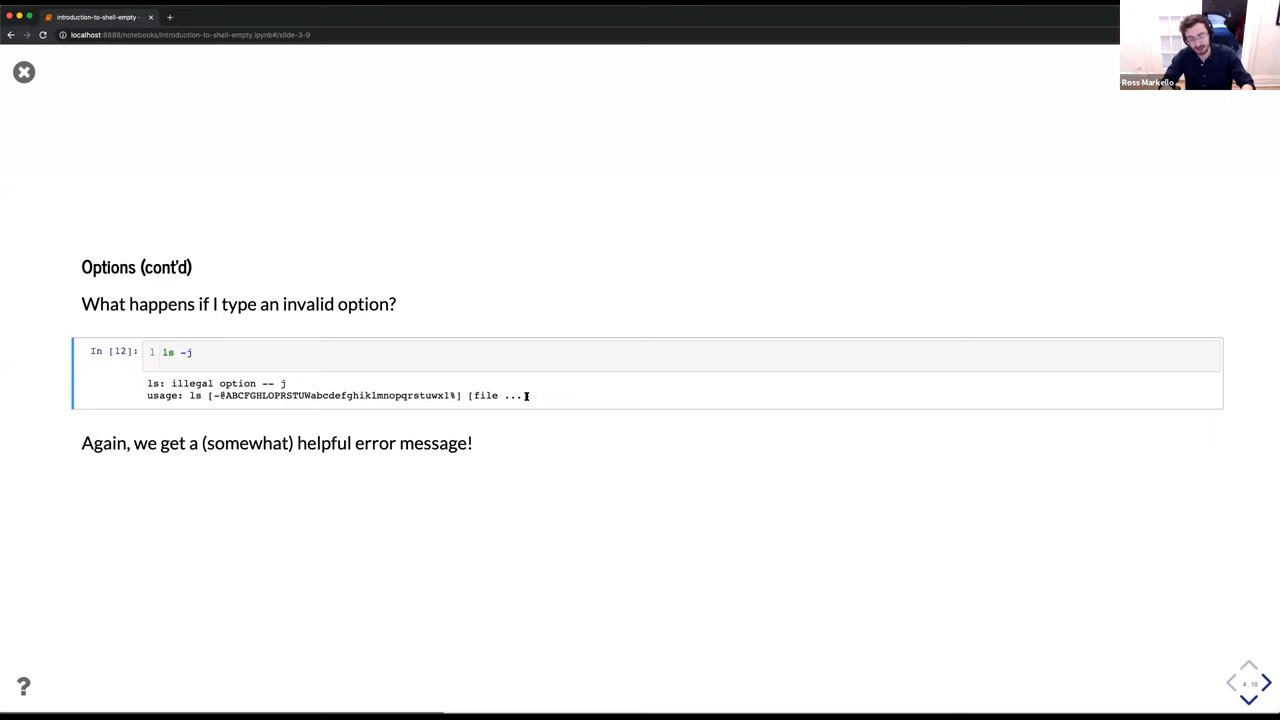 introduction-to-shell-empty -
localhost:8888/notebooks/introduction-to-shell-empty.ipynb#/slide-3-9
Ross Markello
Options (cont'd)
What happens if I type an invalid option?
In [12]:
1 ls -j
ls: illegal option -- j
usage: ls [-@ABCFGHLOPRSTUWabcdefghiklmnopqrstuwx1%] [file ...
Again, we get a (somewhat) helpful error message!
?
4.10